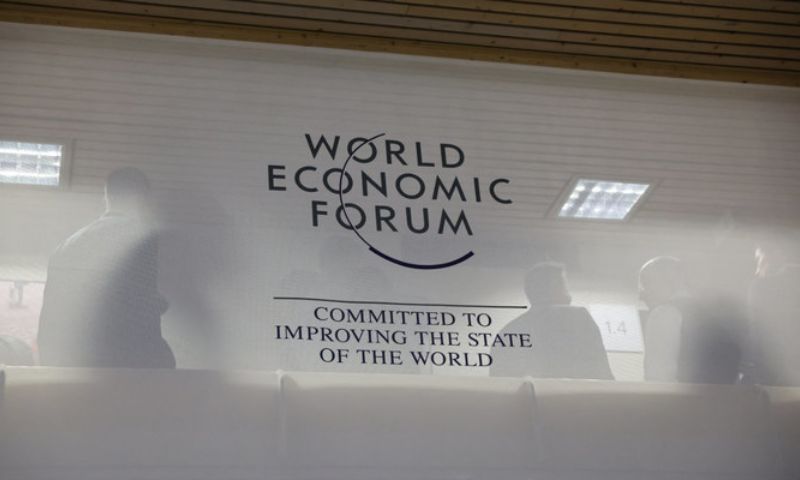 WORLD
ECONOMIC
FORUM
COMMITTED TO
IMPROVING THE STATE
OF THE WORLD
1.4